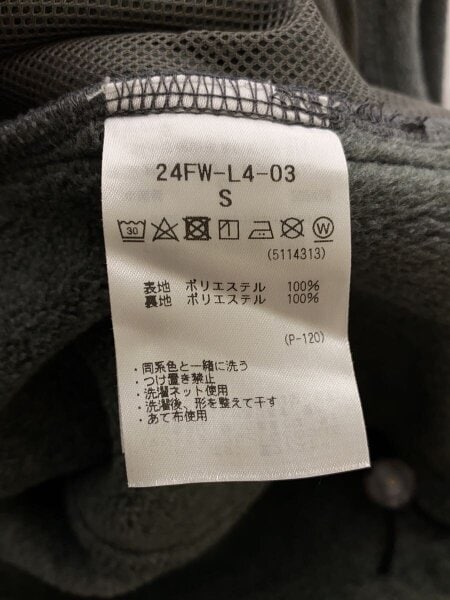 24FW-L4-03
S
30 W
(5114313)
表地 ポリエステル 100%
裏地 ポリエステル 100%
(P-120)
・同系色と一緒に洗う
・つけ置き禁止
・洗濯ネット使用
・洗濯後、形を整えて干す
・あて布使用